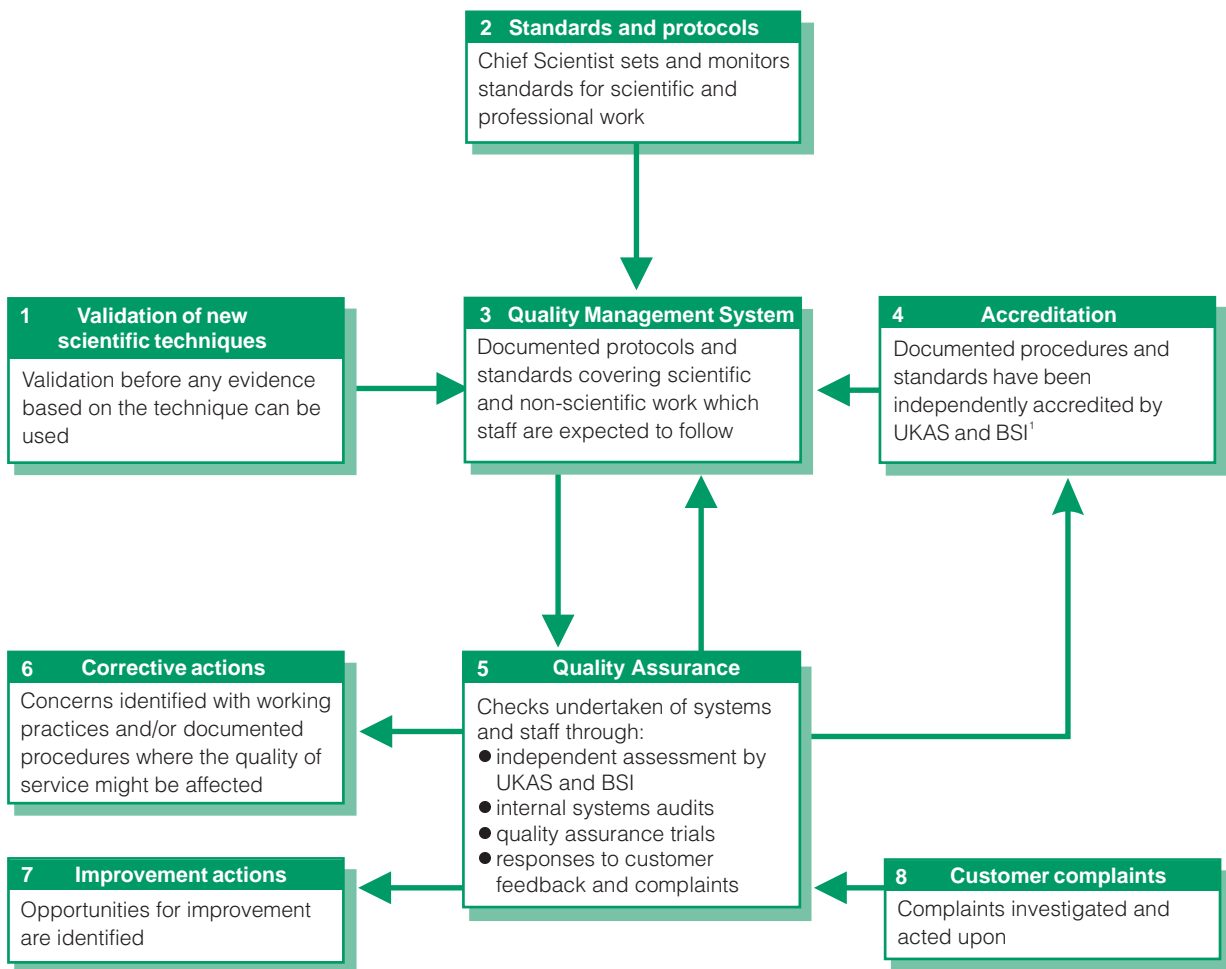 2 Standards and protocols
Chief Scientist sets and monitors
standards for scientific and
professional work
1 Validation of new
scientific techniques
Validation before any evidence
based on the technique can be
used
3 Quality Management System
Documented protocols and
standards covering scientific
and non-scientific work which
staff are expected to follow
4 Accreditation
Documented procedures and
standards have been
independently accredited by
UKAS and BSI¹
6 Corrective actions
Concerns identified with working
practices and/or documented
procedures where the quality of
service might be affected
5 Quality Assurance
Checks undertaken of systems
and staff through:
● independent assessment by
UKAS and BSI
● internal systems audits
● quality assurance trials
● responses to customer
feedback and complaints
7 Improvement actions
Opportunities for improvement
are identified
8 Customer complaints
Complaints investigated and
acted upon